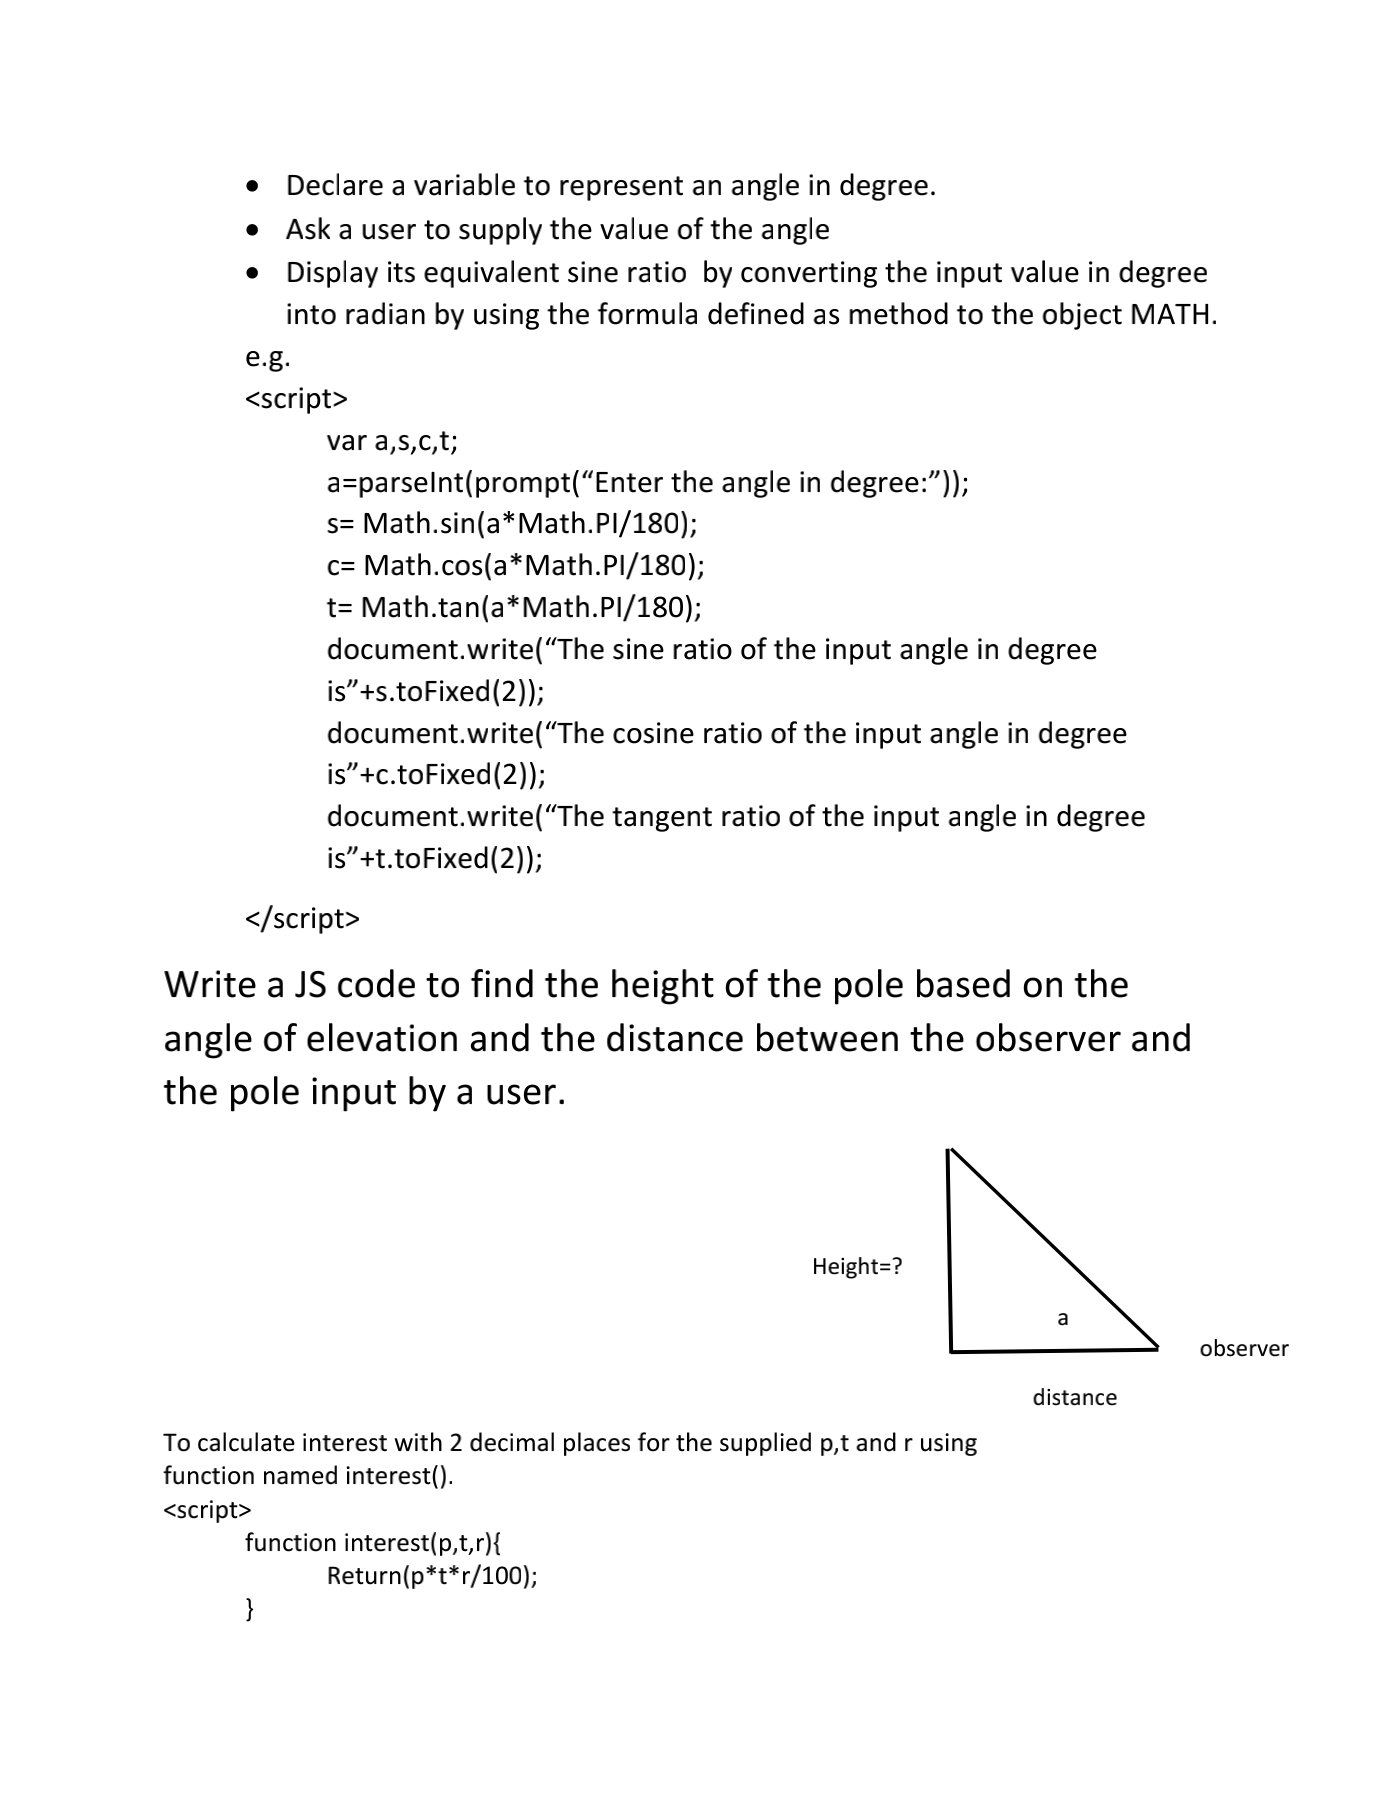 • Declare a variable to represent an angle in degree.
• Ask a user to supply the value of the angle
• Display its equivalent sine ratio  by converting the input value in degree
into radian by using the formula defined as method to the object MATH.
e.g.
<script>
var a,s,c,t;
a=parseInt(prompt(“Enter the angle in degree:”));
s= Math.sin(a*Math.PI/180);
c= Math.cos(a*Math.PI/180);
t= Math.tan(a*Math.PI/180);
document.write(“The sine ratio of the input angle in degree
is”+s.toFixed(2));
document.write(“The cosine ratio of the input angle in degree
is”+c.toFixed(2));
document.write(“The tangent ratio of the input angle in degree
is”+t.toFixed(2));
</script>
Write a JS code to find the height of the pole based on the
angle of elevation and the distance between the observer and
the pole input by a user.
Height=?
a
observer
distance
To calculate interest with 2 decimal places for the supplied p,t and r using
function named interest().
<script>
function interest(p,t,r){
Return(p*t*r/100);
}